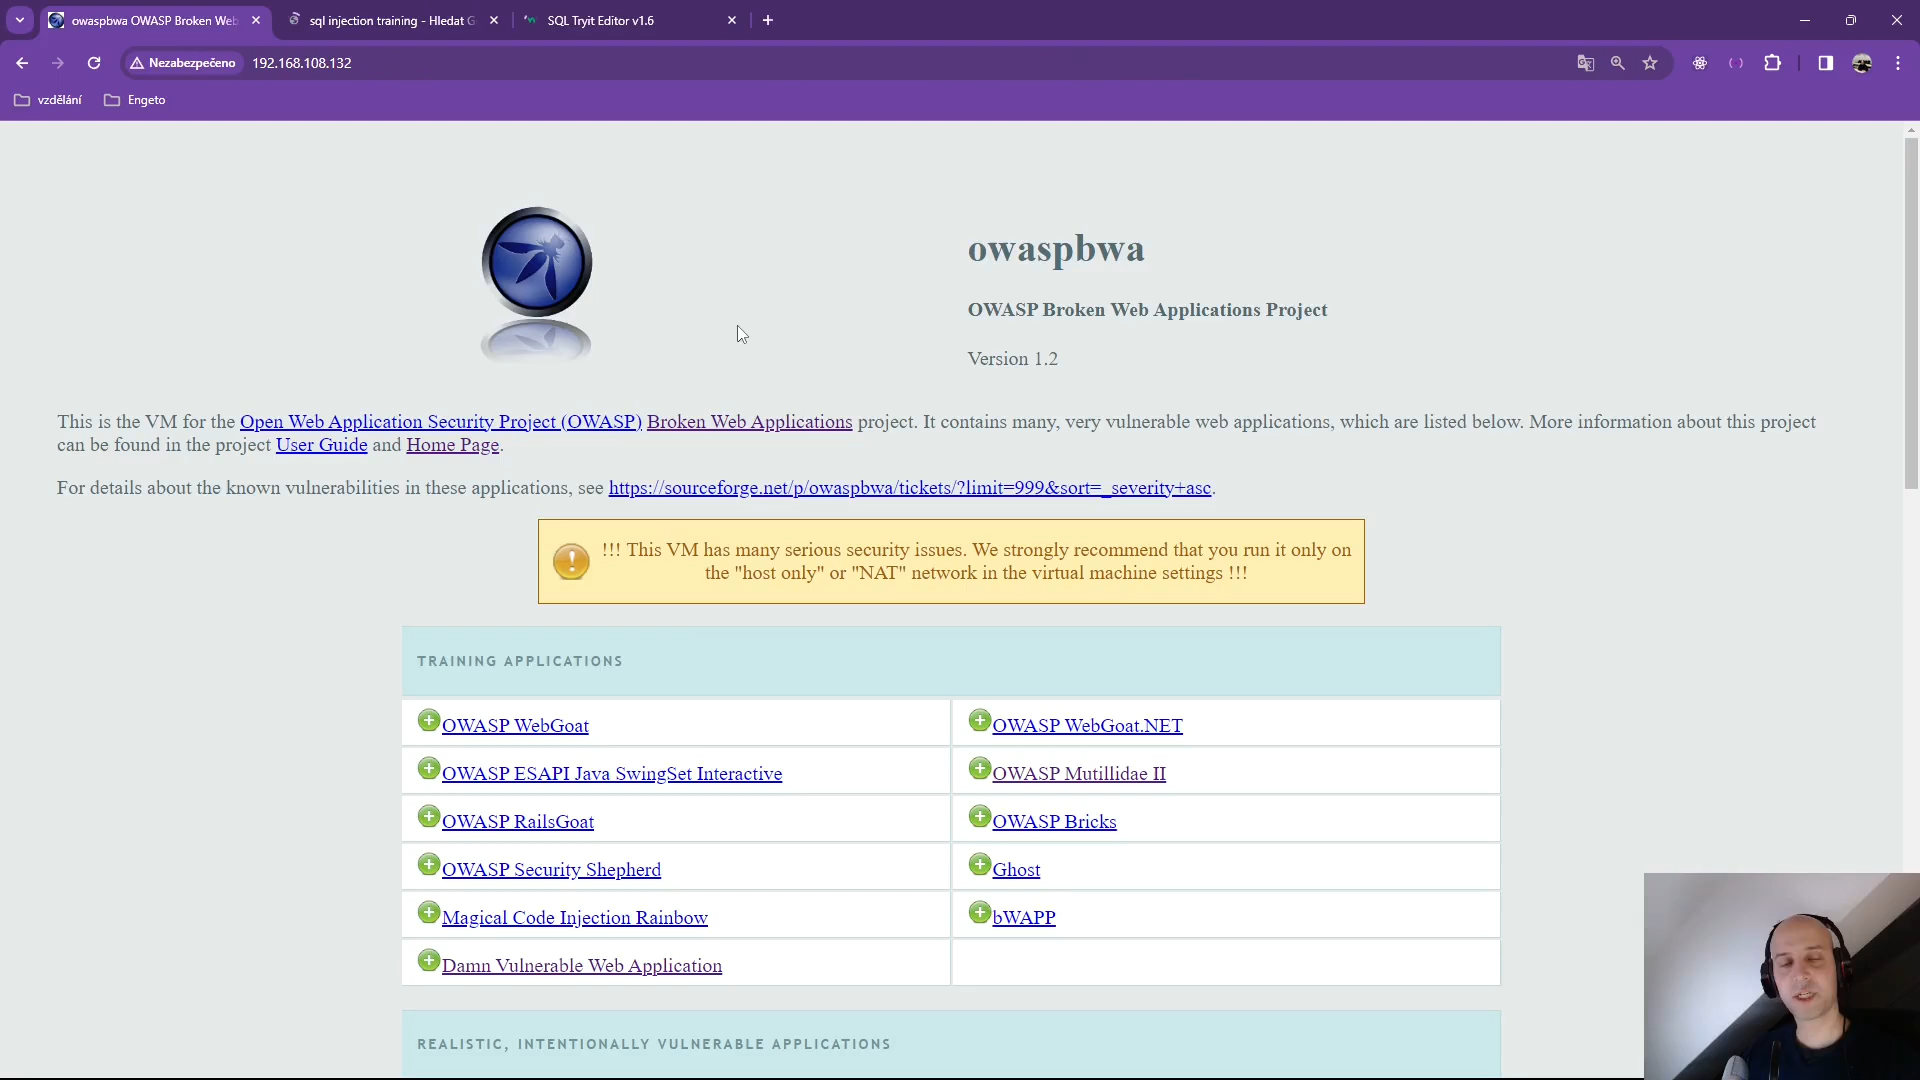 owaspbwa OWASP Broken Web
sql injection training - Hledat G
SQL Tryit Editor v1.6
Nezabezpečeno
192.168.108.132
vzdělání
Engeto
owaspbwa
OWASP Broken Web Applications Project
Version 1.2
This is the VM for the Open Web Application Security Project (OWASP) Broken Web Applications project. It contains many, very vulnerable web applications, which are listed below. More information about this project
can be found in the project User Guide and Home Page.
For details about the known vulnerabilities in these applications, see https://sourceforge.net/p/owaspbwa/tickets/?limit=999&sort=_severity+asc.
!!! This VM has many serious security issues. We strongly recommend that you run it only on
the "host only" or "NAT" network in the virtual machine settings !!!
TRAINING APPLICATIONS
OWASP WebGoat
OWASP WebGoat.NET
OWASP ESAPI Java SwingSet Interactive
OWASP Mutillidae II
OWASP RailsGoat
OWASP Bricks
OWASP Security Shepherd
Ghost
Magical Code Injection Rainbow
bWAPP
Damn Vulnerable Web Application
REALISTIC, INTENTIONALLY VULNERABLE APPLICATIONS